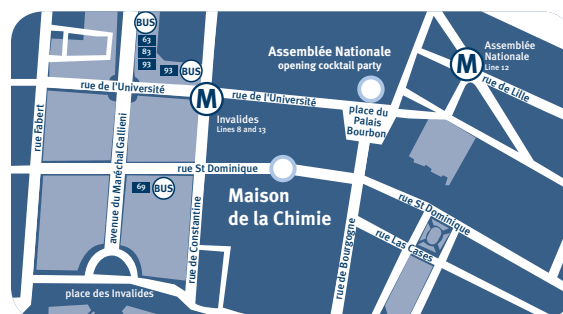 BUS
63
83
93
93 BUS
Assemblée Nationale
opening cocktail party
M
Assemblée
Nationale
Line 12
rue de Lille
rue de l'Université
M
rue de l'Université
Invalides
Lines 8 and 13
place du
Palais
Bourbon
rue Fabert
avenue du Maréchal Gallieni
rue St Dominique
69 BUS
Maison
de la Chimie
rue de Constantine
rue de Bourgogne
rue St Dominique
rue Las Cases
place des Invalides